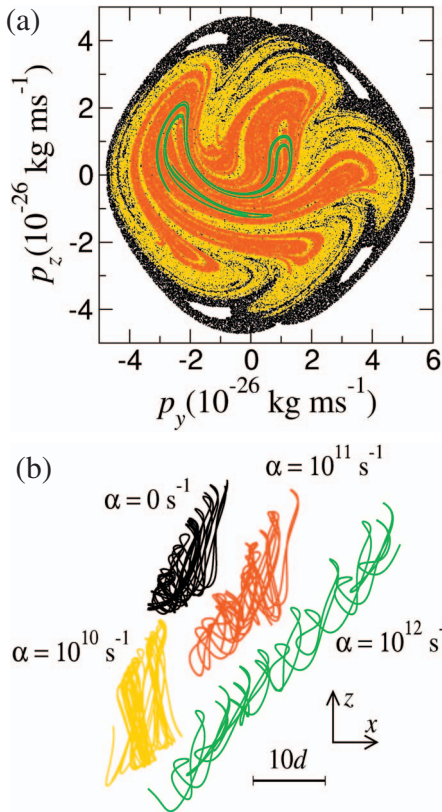 (a)
p_z(10^-26 kg ms^-1)
4
2
0
-2
-4
-4 -2 0 2 4 6
p_y(10^-26 kg ms^-1)
(b)
α = 10^11 s^-1
α = 0 s^-1
α = 10^10 s^-1
α = 10^12 s^-
z
x
10d